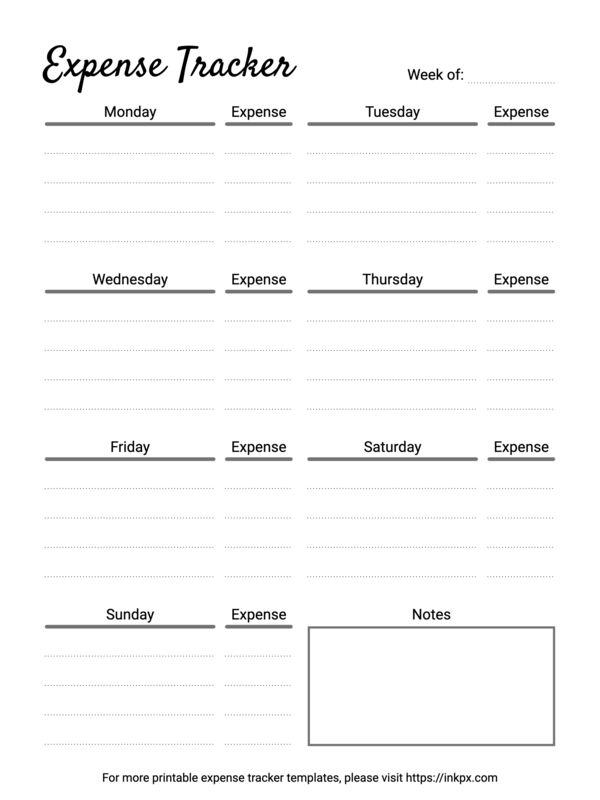 Expense Tracker
Week of:
Monday Expense Tuesday Expense
Wednesday Expense Thursday Expense
Friday Expense Saturday Expense
Sunday Expense Notes
For more printable expense tracker templates, please visit https://inkpx.com